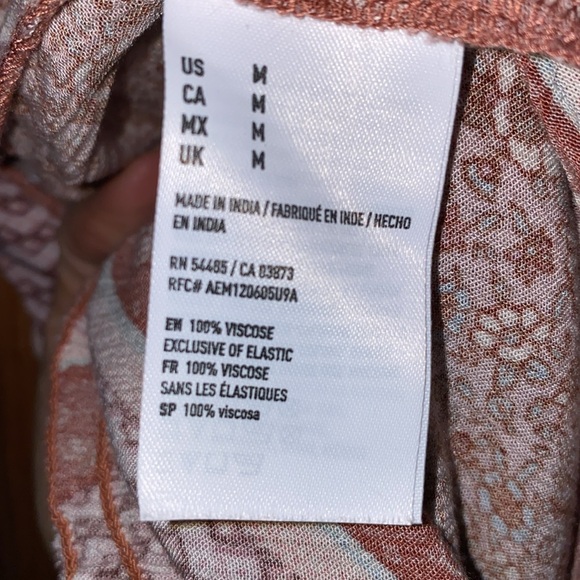 US M
CA M
MX M
UK M
MADE IN INDIA / FABRIQUÉ EN INDE / HECHO
EN INDIA
RN 54485 / CA 03873
RFC# AEM120605U9A
EN 100% VISCOSE
EXCLUSIVE OF ELASTIC
FR 100% VISCOSE
SANS LES ÉLASTIQUES
SP 100% viscosa